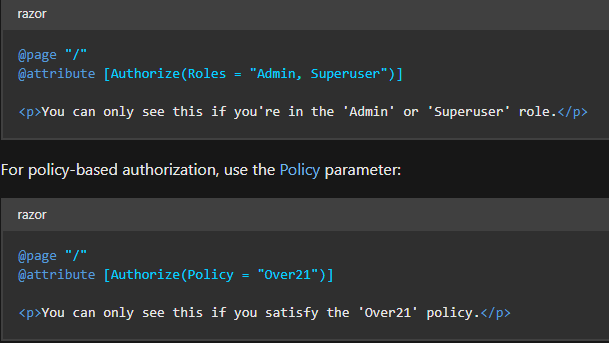 razor
@page "/"
@attribute [Authorize(Roles = "Admin, Superuser")]
<p>You can only see this if you're in the 'Admin' or 'Superuser' role.</p>
For policy-based authorization, use the Policy parameter:
razor
@page "/"
@attribute [Authorize(Policy = "Over21")]
<p>You can only see this if you satisfy the 'Over21' policy.</p>